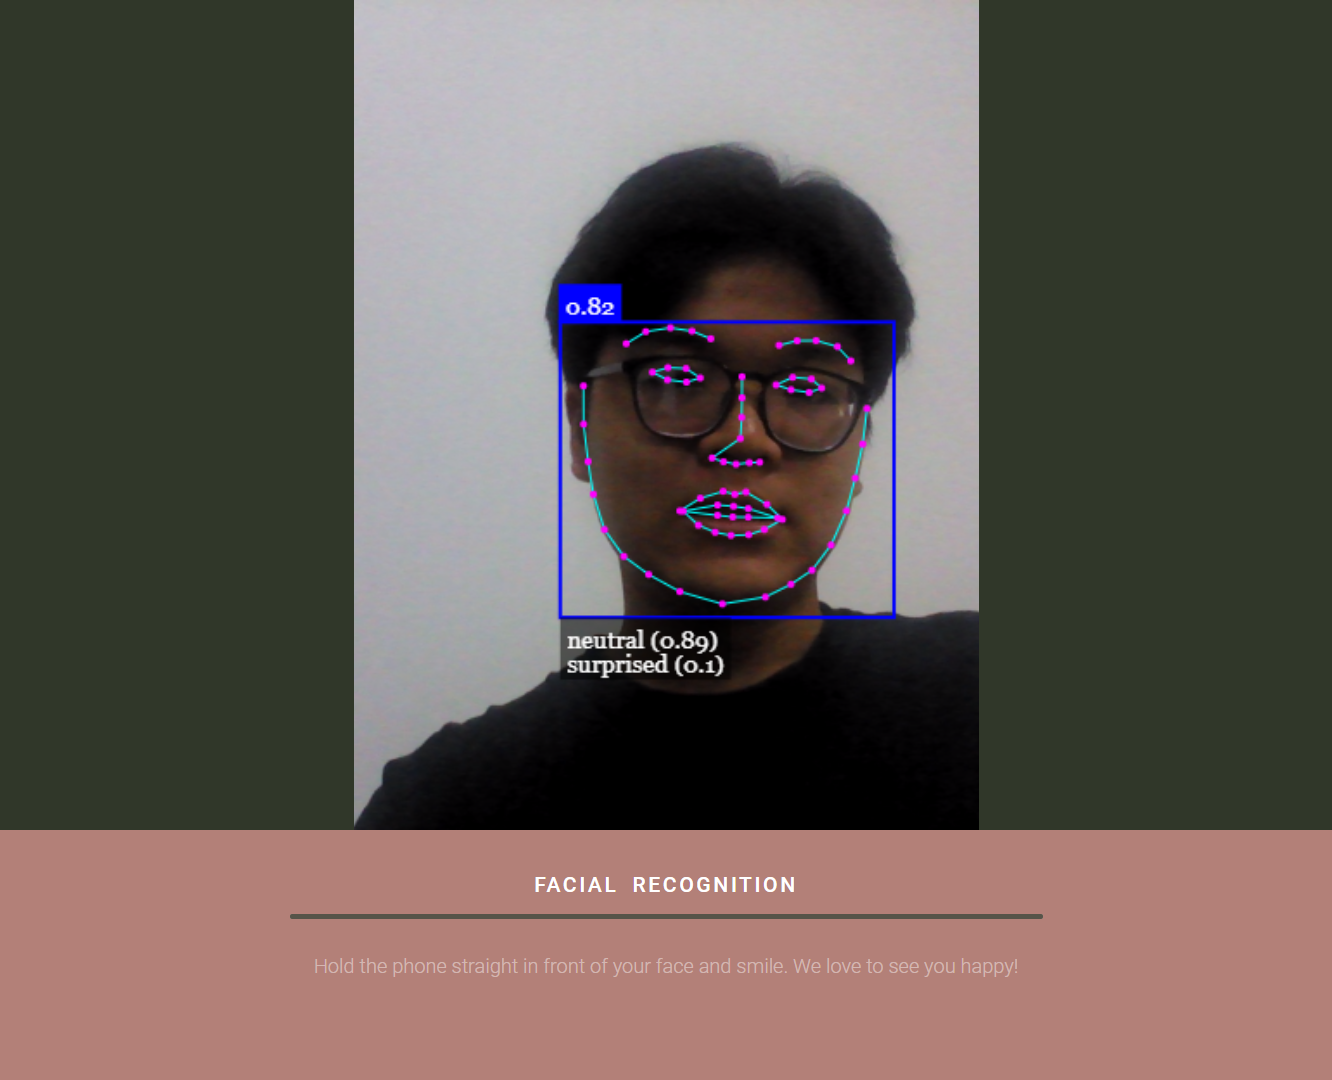 0.82
neutral (0.89)
surprised (0.1)
FACIAL RECOGNITION
Hold the phone straight in front of your face and smile. We love to see you happy!